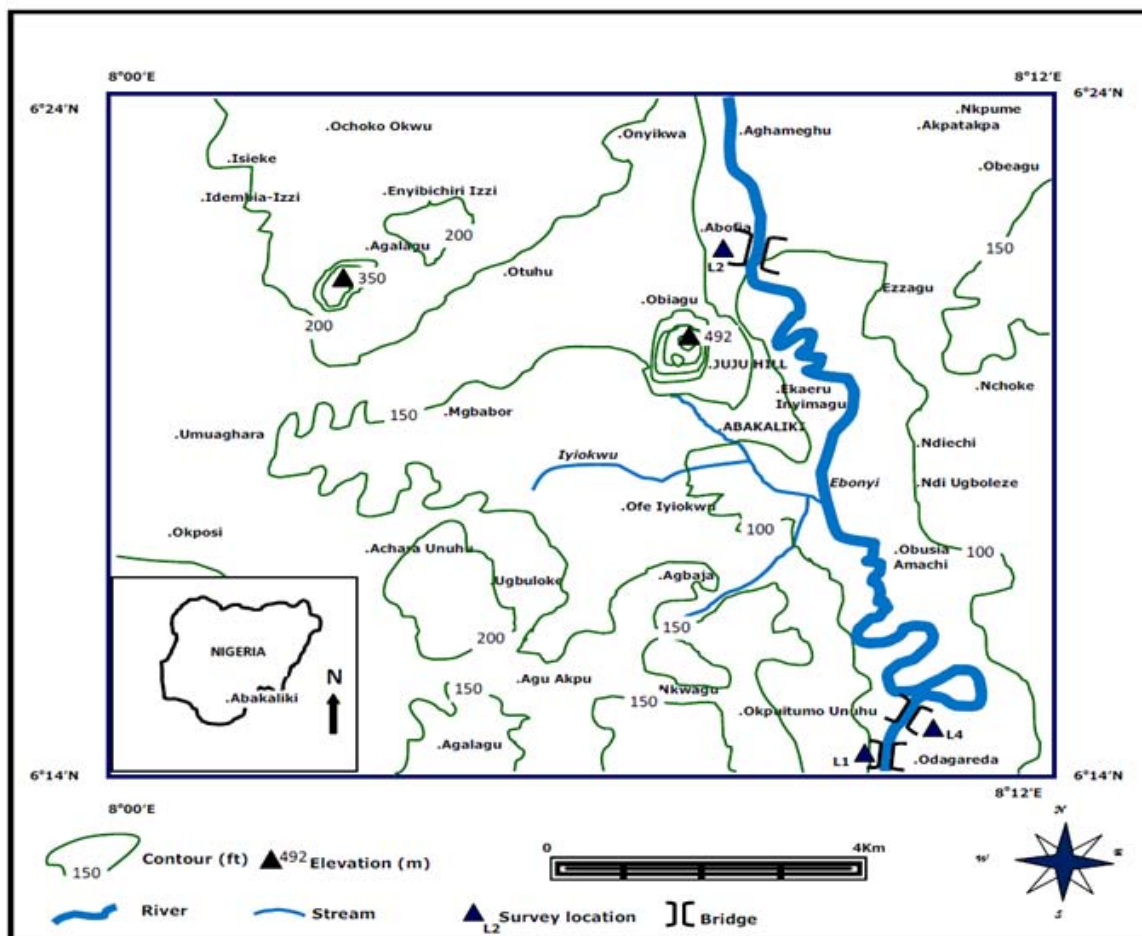 8°00'E 8°12'E
6°24'N 6°24'N
.Nkpume
.Ochoko Okwu .Onyikwa .Aghameghu .Akpatakpa
.Isieke .Obeagu
.Idembia-Izzi .Enyibichiri Izzi
200 .Abofia 150
.Agalagu L2
350 .Otuhu .Ezzagu
.Obiagu
200 492
.JUJU HILL .Nchoke
.Ekaeru
Inyimagu
150 .Mgbabor
.ABAKALIKI
.Umuaghara .Ndiechi
Iyiokwu Ebonyi .Ndi Ugboleze
.Ofe Iyiokwu
.Okposi 100
.Achara Unuhu .Obusia 100
Amachi
Ugbuloke .Agbaja
150
NIGERIA 200
N
.Abakaliki .Agu Akpu
150 .Nkwagu
150 .Okpuitumo Unuhu
.Agalagu L4
L1 .Odagareda
6°14'N 6°14'N
8°00'E 8°12'E
150 Contour (ft) 492 Elevation (m) 0 4Km
N
W E
S
River Stream L2 Survey location Bridge